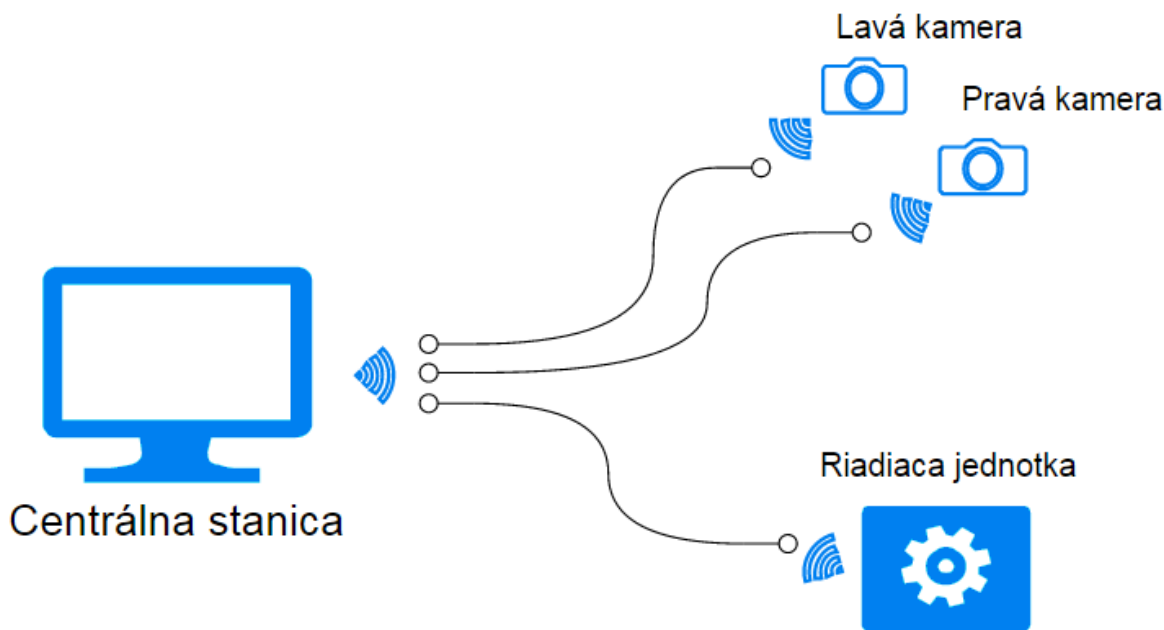 Lavá kamera
Pravá kamera
Centrálna stanica
Riadiaca jednotka